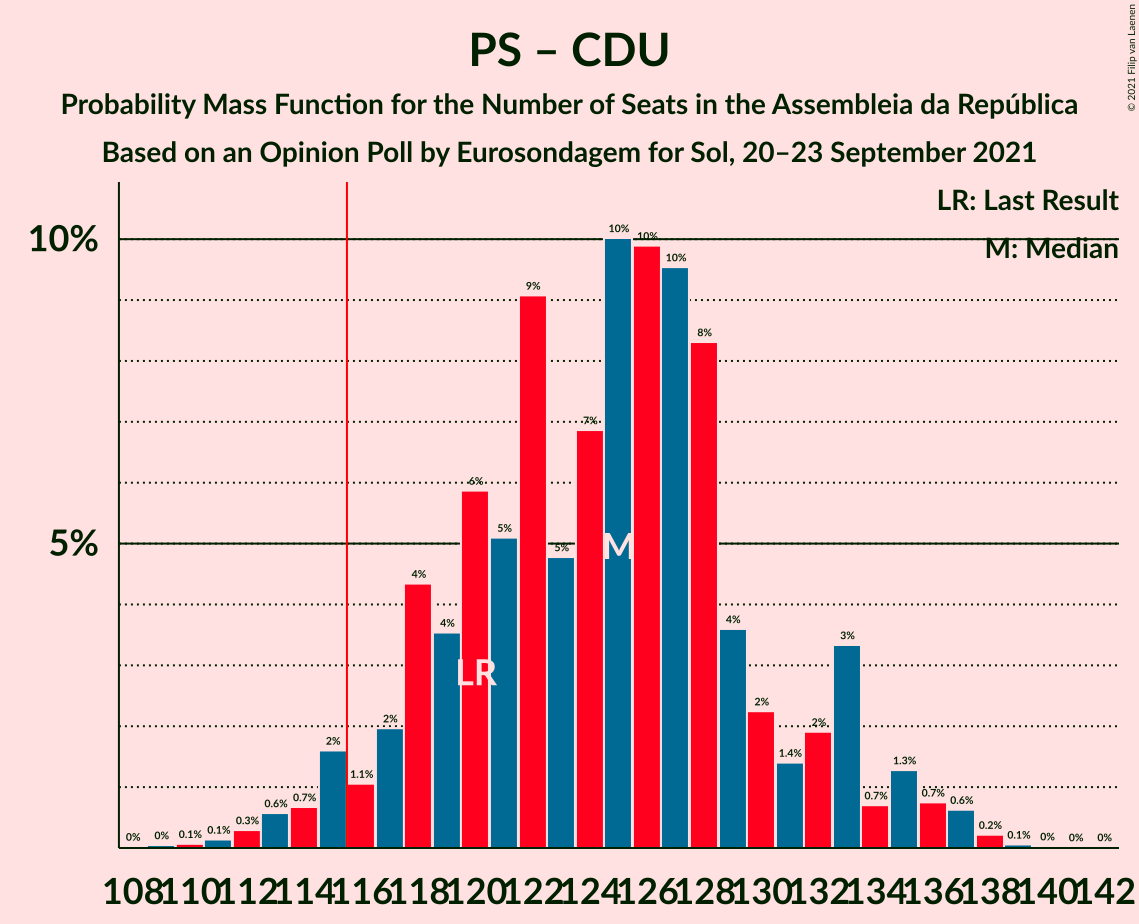 PS – CDU
Probability Mass Function for the Number of Seats in the Assembleia da República
Based on an Opinion Poll by Eurosondagem for Sol, 20–23 September 2021
© 2021 Filip van Laenen
LR: Last Result
M: Median
10%
5%
0% 0% 0.1% 0.1% 0.3% 0.6% 0.7% 2% 1.1% 2% 4% 4% 6% 5% 9% 5% 7% 10% 10% 10% 8% 4% 2% 1.4% 2% 3% 0.7% 1.3% 0.7% 0.6% 0.2% 0.1% 0% 0% 0%
LR
M
108 110 112 114 116 118 120 122 124 126 128 130 132 134 136 138 140 142